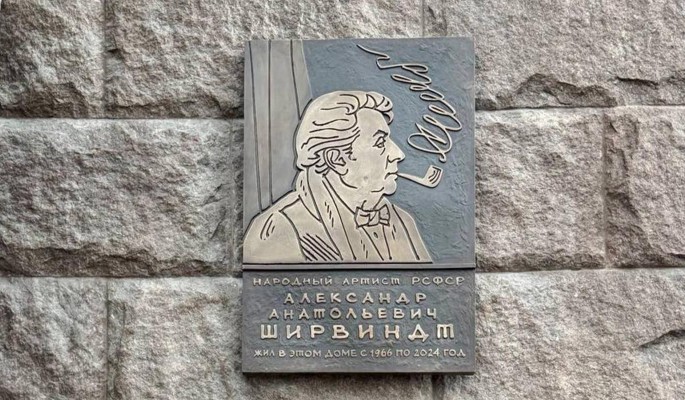 НАРОДНЫЙ АРТИСТ РСФСР
АЛЕКСАНДР
АНАТОЛЬЕВИЧ
ШИРВИНДТ
ЖИЛ В ЭТОМ ДОМЕ С 1966 ПО 2024 ГОД